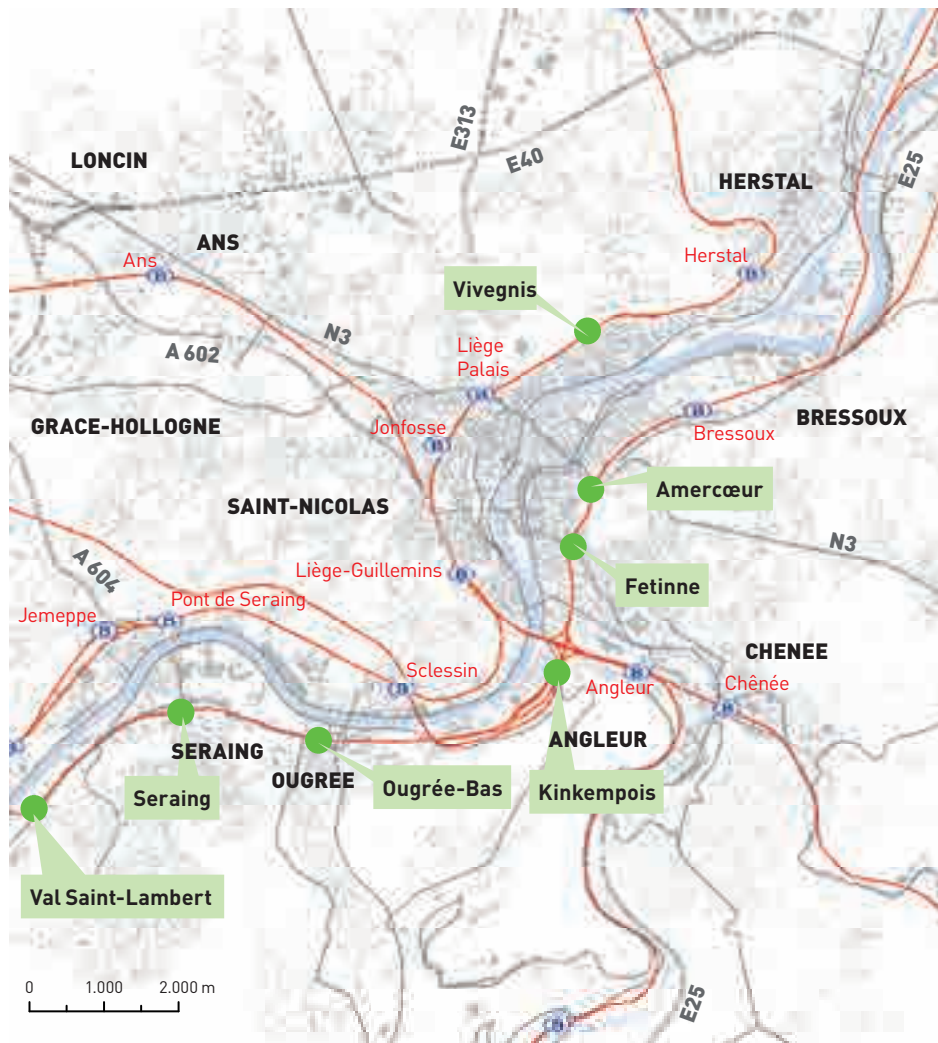 E313
E40
E25
LONCIN
HERSTAL
ANS
Ans
Herstal
Vivegnis
N3
A 602
Liège
Palais
GRACE-HOLLOGNE
Jonfosse
Bressoux
BRESSOUX
SAINT-NICOLAS
Amercœur
N3
A 604
Liège-Guillemins
Fetinne
Pont de Seraing
Jemeppe
Sclessin
CHENEE
Angleur
Chênée
SERAING
ANGLEUR
OUGREE
Seraing
Ougrée-Bas
Kinkempois
Val Saint-Lambert
0 1.000 2.000 m
E25